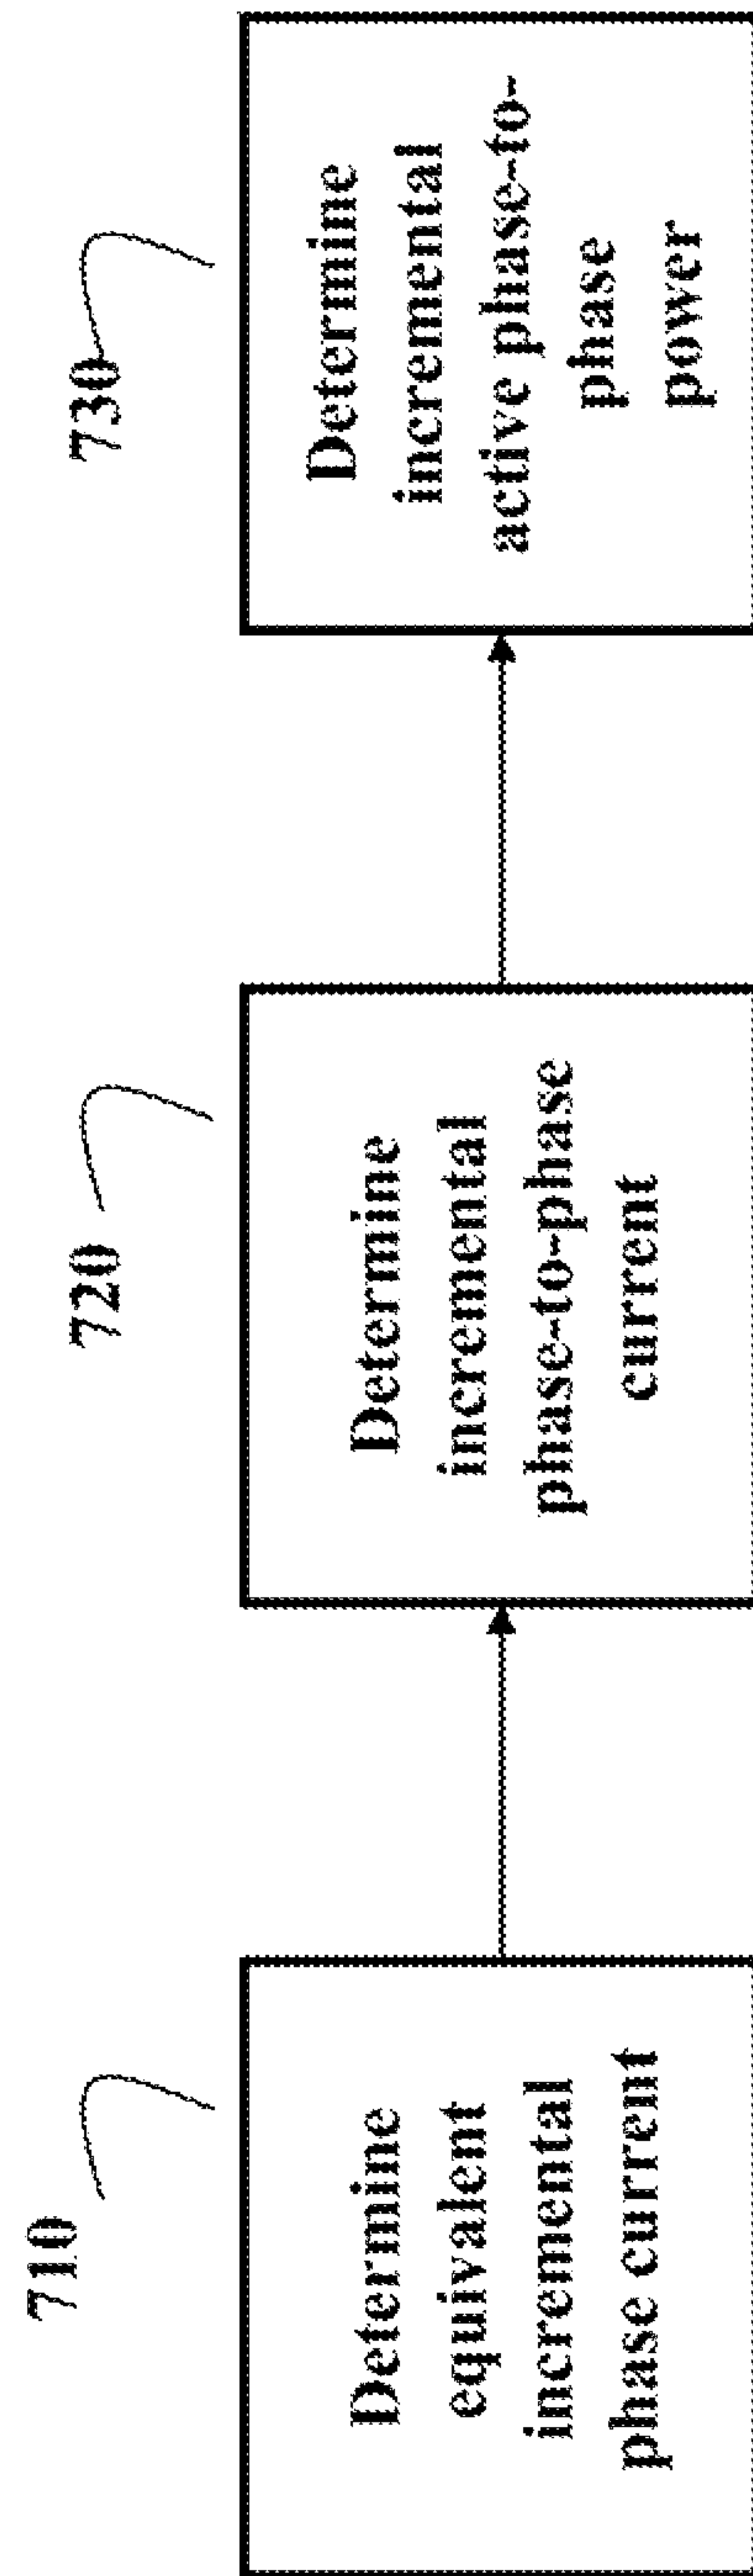 710
Determine
equivalent
incremental
phase current
720
Determine
incremental
phase-to-phase
current
730
Determine
incremental
active phase-to-
phase
power